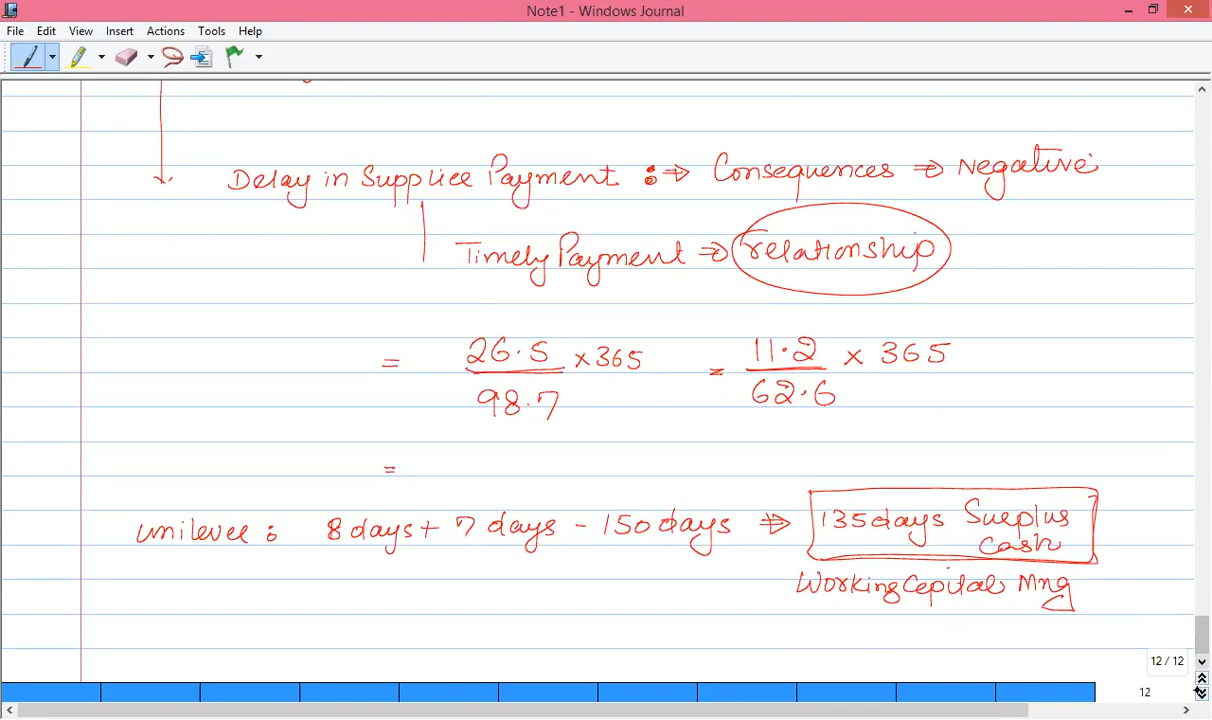 Note1 - Windows Journal
File Edit View Insert Actions Tools Help
Delay in Supplier Payment :⇒ Consequences ⇒ Negative
Timely Payment ⇒ relationship
= 26.5 / 98.7 × 365 = 11.2 / 62.6 × 365
=
Unilever : 8 days + 7 days - 150 days ⇒ 135 days Surplus
Cash
Working Capital Mng
12 / 12
12